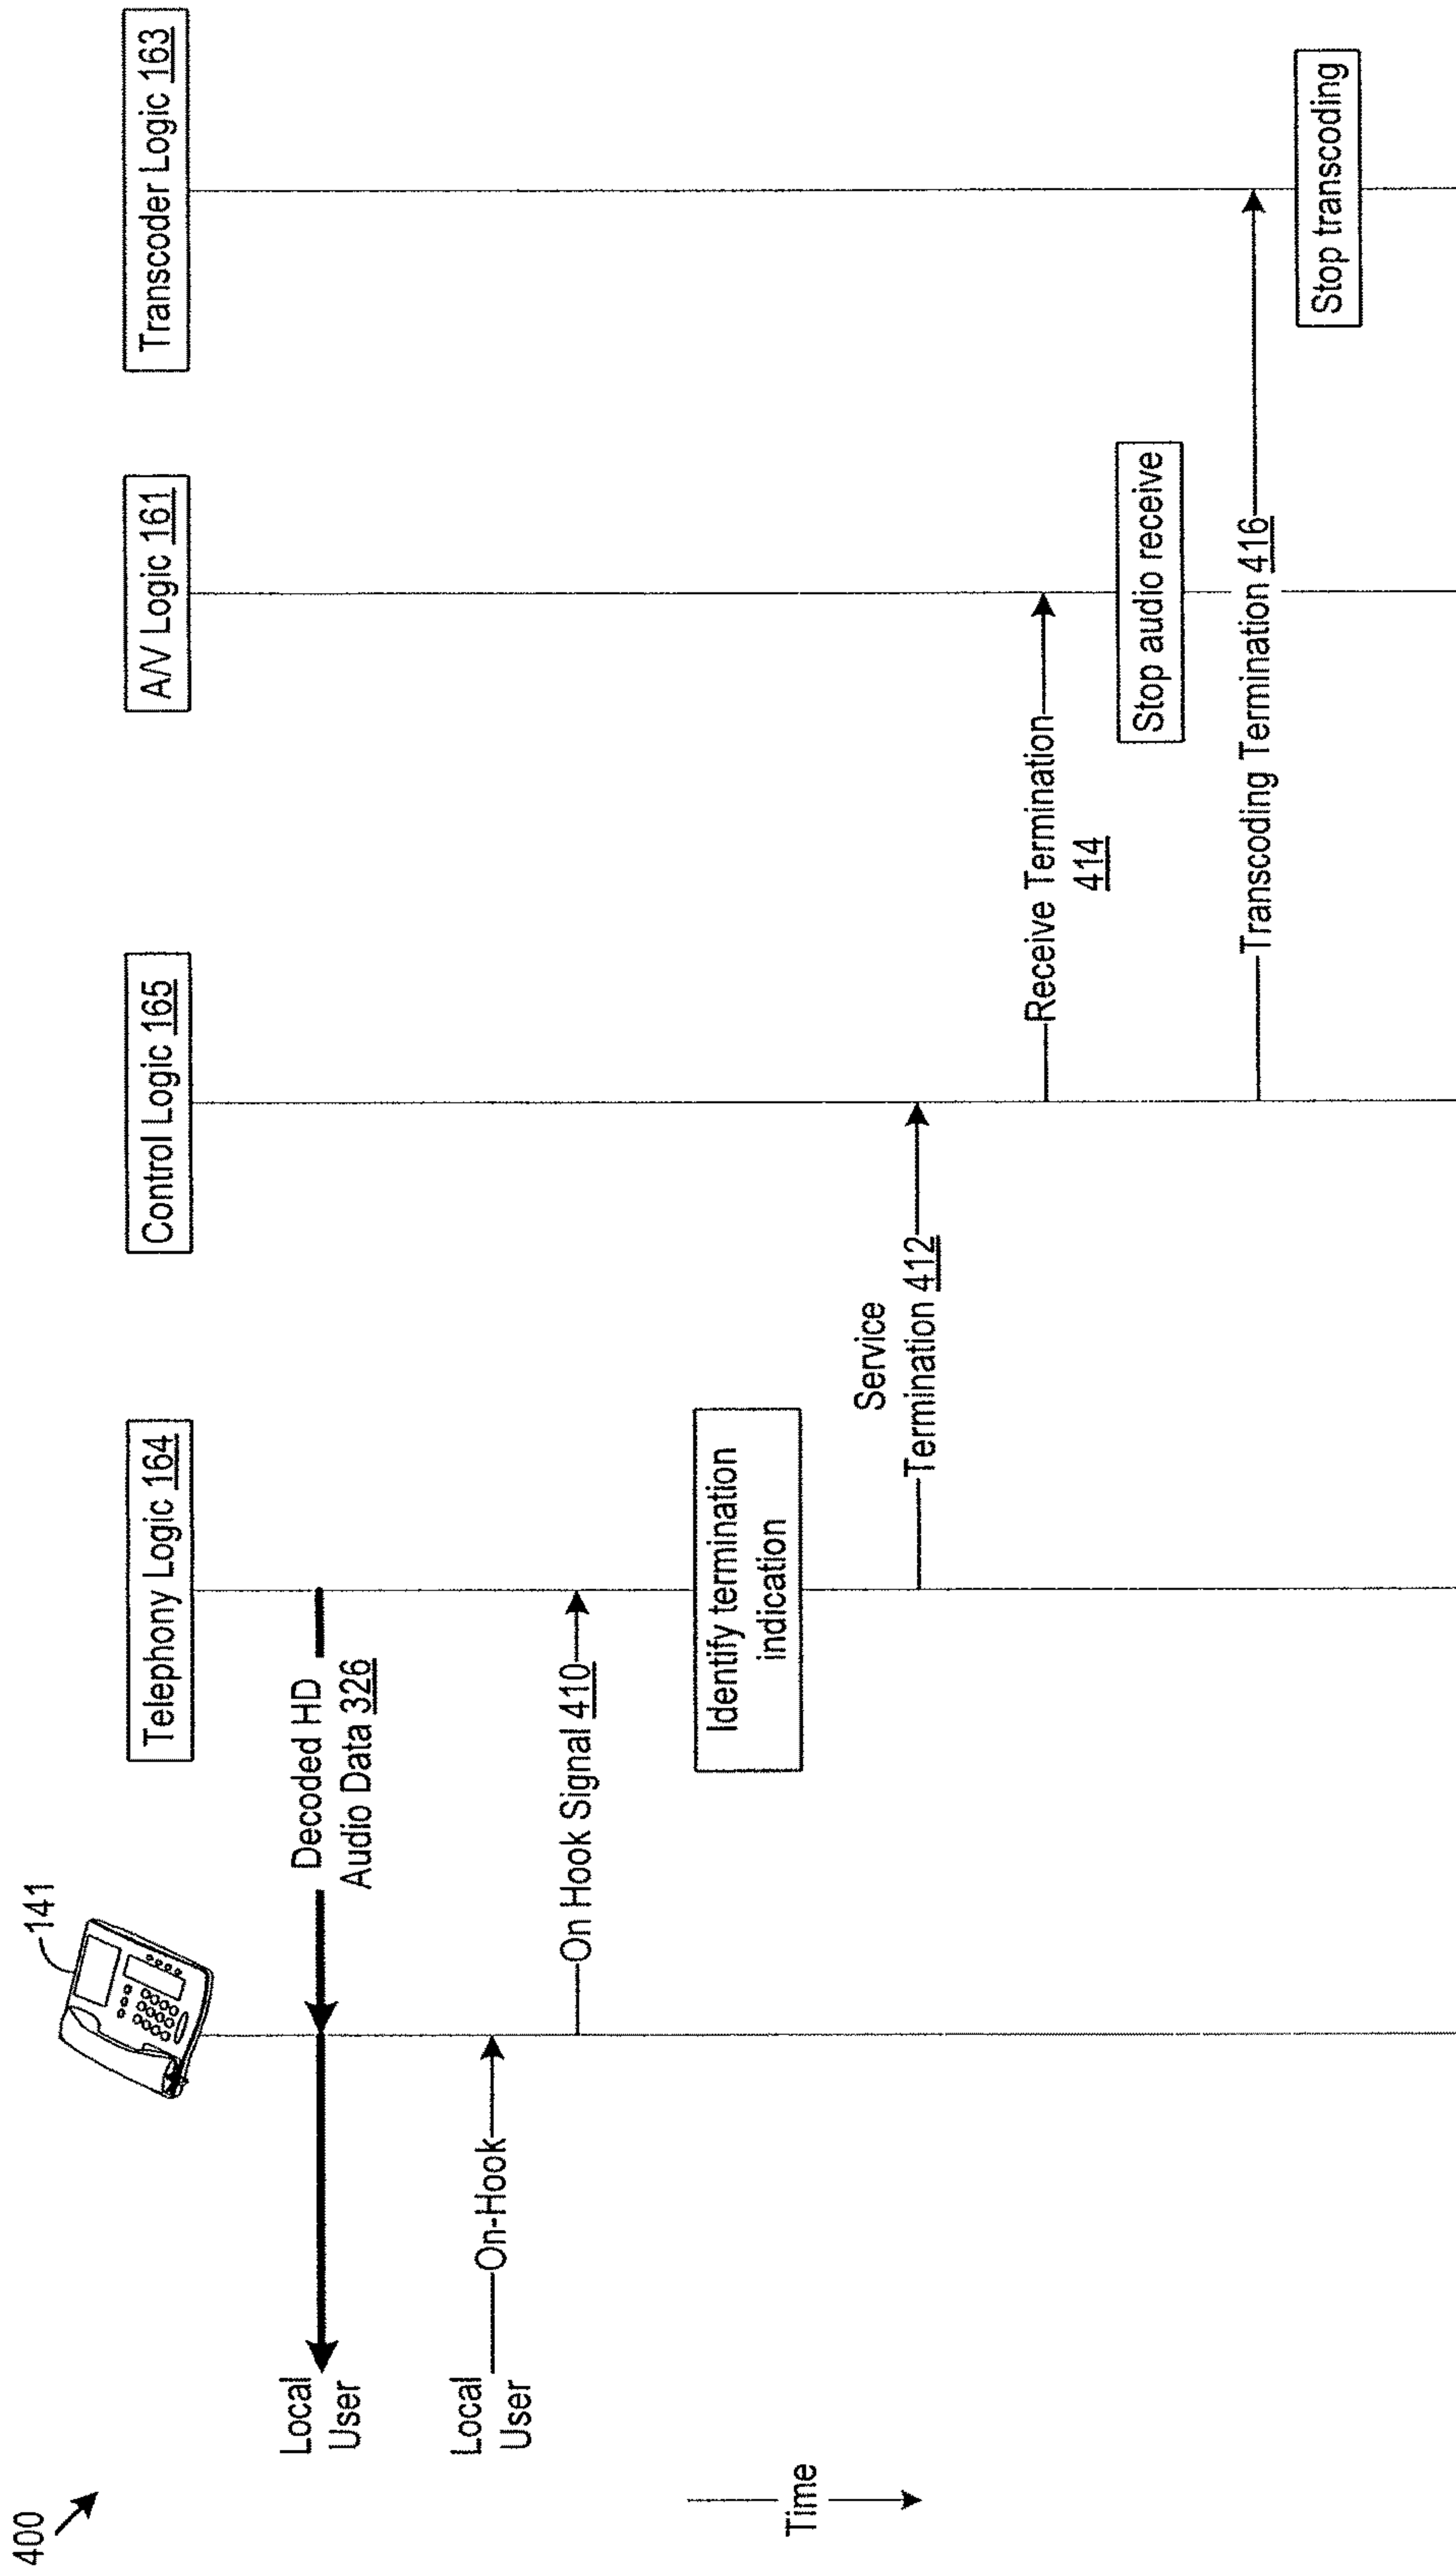 400
141
Telephony Logic 164
Control Logic 165
A/V Logic 161
Transcoder Logic 163
Local
User
Decoded HD
Audio Data 326
Local
User
On-Hook
On Hook Signal 410
Identify termination
indication
Time
Service
Termination 412
Receive Termination
414
Stop audio receive
Transcoding Termination 416
Stop transcoding